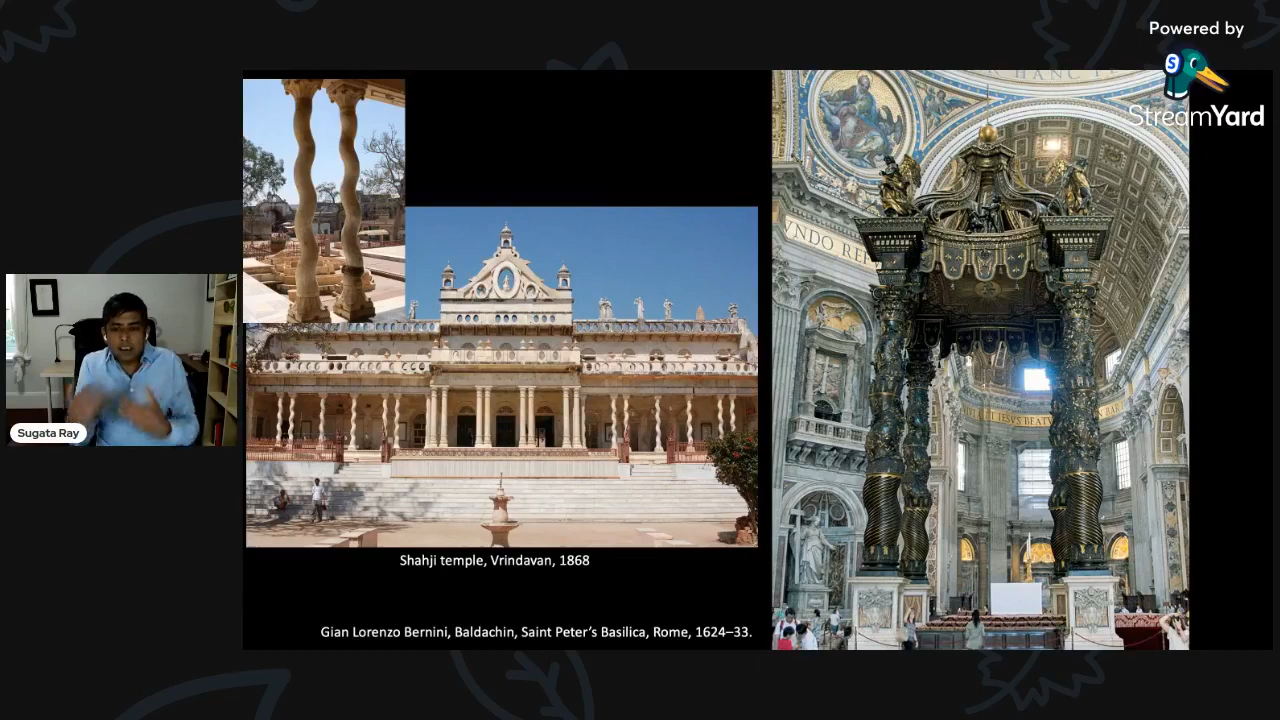 Powered by
StreamYard
Sugata Ray
Shahji temple, Vrindavan, 1868
Gian Lorenzo Bernini, Baldachin, Saint Peter’s Basilica, Rome, 1624–33.
HANC